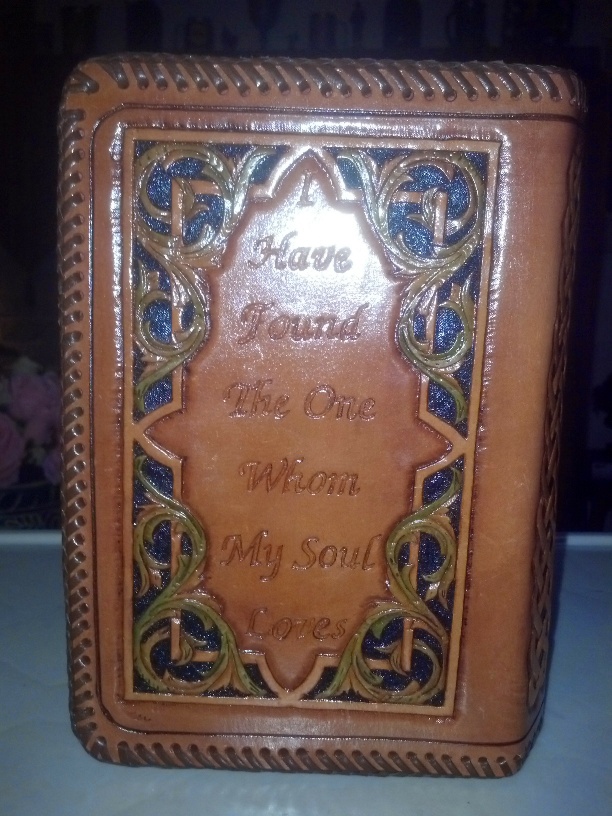 I
Have
Found
The One
Whom
My Soul
Loves